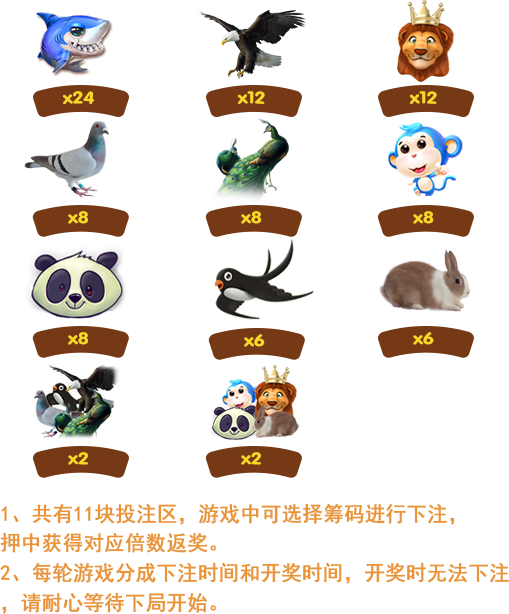 x24 x12 x12
x8 x8 x8
x8 x6 x6
x2 x2
1、共有11块投注区，游戏中可选择筹码进行下注，
押中获得对应倍数返奖。
2、每轮游戏分成下注时间和开奖时间，开奖时无法下注
，请耐心等待下局开始。